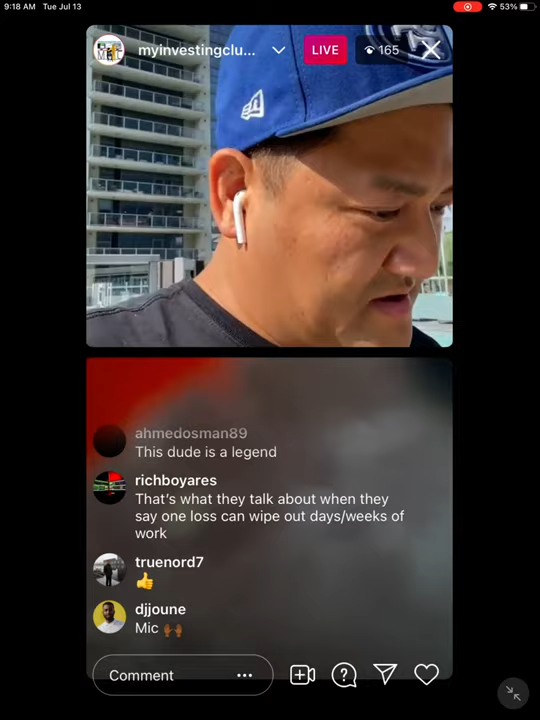 9:18 AM Tue Jul 13
53%
myinvestingclu...
LIVE
165
ahmedosman89
This dude is a legend
richboyares
That's what they talk about when they
say one loss can wipe out days/weeks of
work
truenord7
👍
djjoune
Mic 🙌🏾
Comment